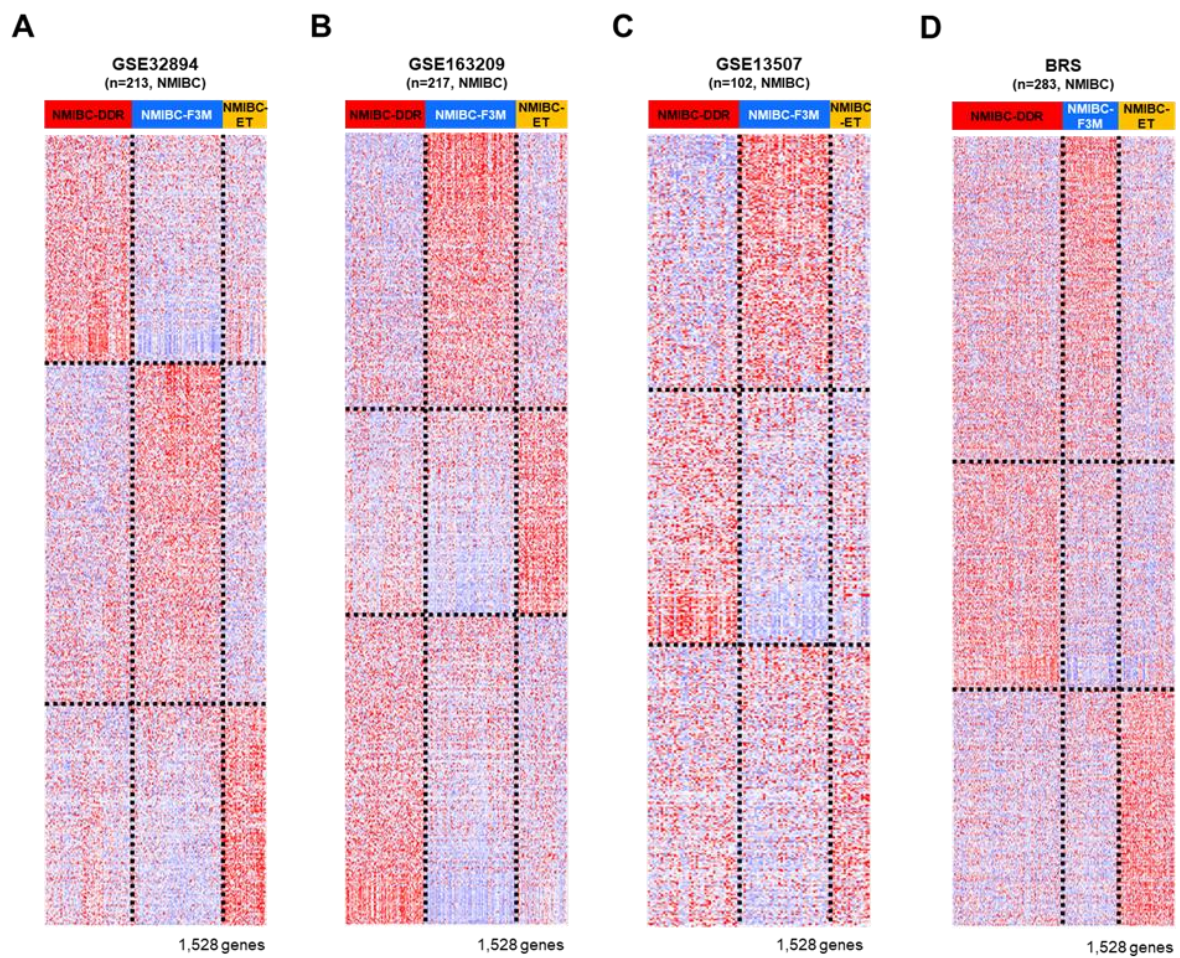 A
GSE32894
(n=213, NMIBC)
NMIBC-DDR
NMIBC-F3M
NMIBC-
ET
1,528 genes
B
GSE163209
(n=217, NMIBC)
NMIBC-DDR
NMIBC-F3M
NMIBC-
ET
1,528 genes
C
GSE13507
(n=102, NMIBC)
NMIBC-DDR
NMIBC-F3M
NMIBC
-ET
1,528 genes
D
BRS
(n=283, NMIBC)
NMIBC-DDR
NMIBC-
F3M
NMIBC-
ET
1,528 genes